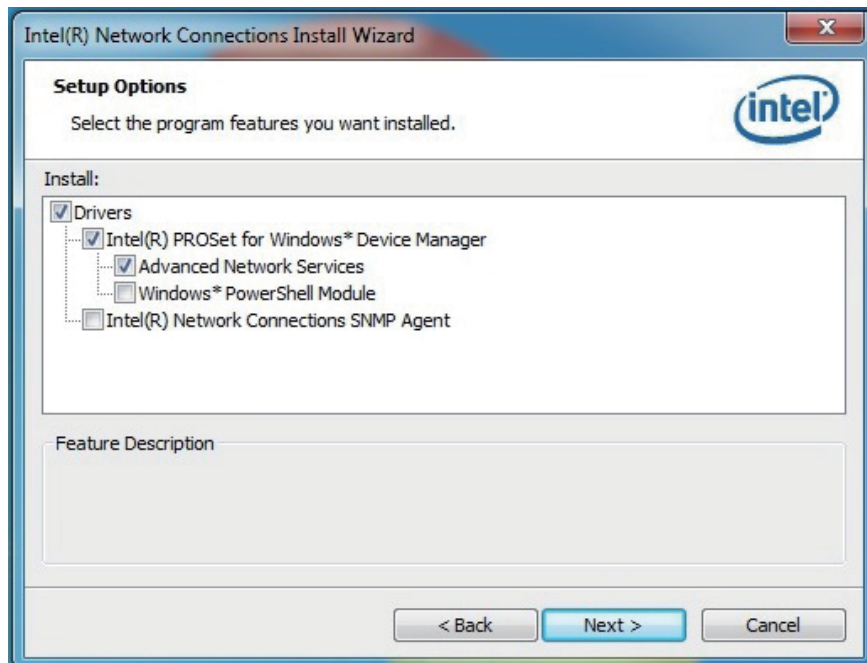 Intel(R) Network Connections Install Wizard
Setup Options
Select the program features you want installed.
intel
Install:
Drivers
Intel(R) PROSet for Windows* Device Manager
Advanced Network Services
Windows* PowerShell Module
Intel(R) Network Connections SNMP Agent
Feature Description
< Back
Next >
Cancel